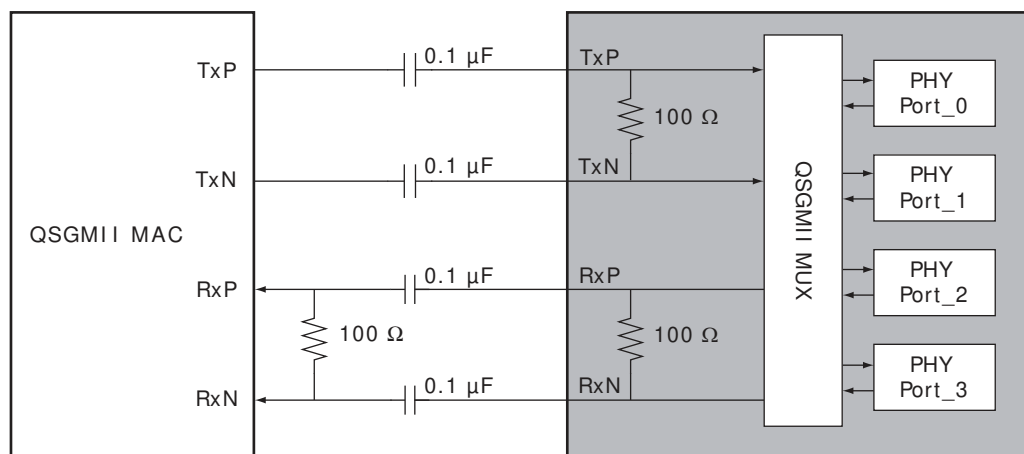 QSGMII MAC
TxP
TxN
RxP
RxN
0.1 µF
0.1 µF
0.1 µF
0.1 µF
100 Ω
TxP
TxN
RxP
RxN
100 Ω
100 Ω
QSGMII MUX
PHY
Port_0
PHY
Port_1
PHY
Port_2
PHY
Port_3